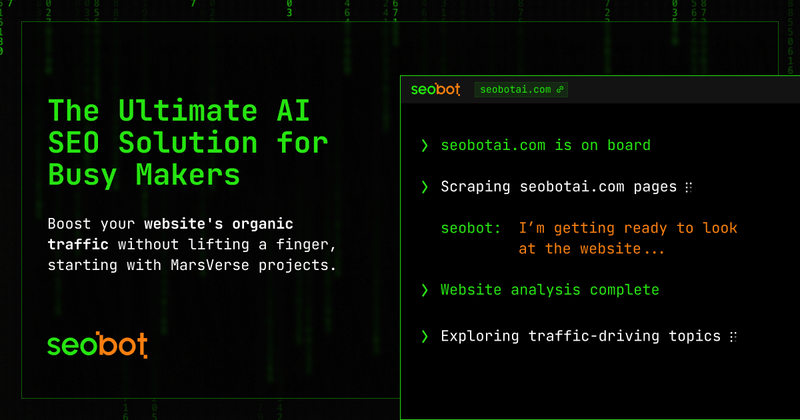 The Ultimate AI
SEO Solution for
Busy Makers
Boost your website's organic
traffic without lifting a finger,
starting with MarsVerse projects.
seobot
seobot seobotai.com
❯ seobotai.com is on board
❯ Scraping seobotai.com pages
seobot: I’m getting ready to look
at the website...
❯ Website analysis complete
❯ Exploring traffic-driving topics